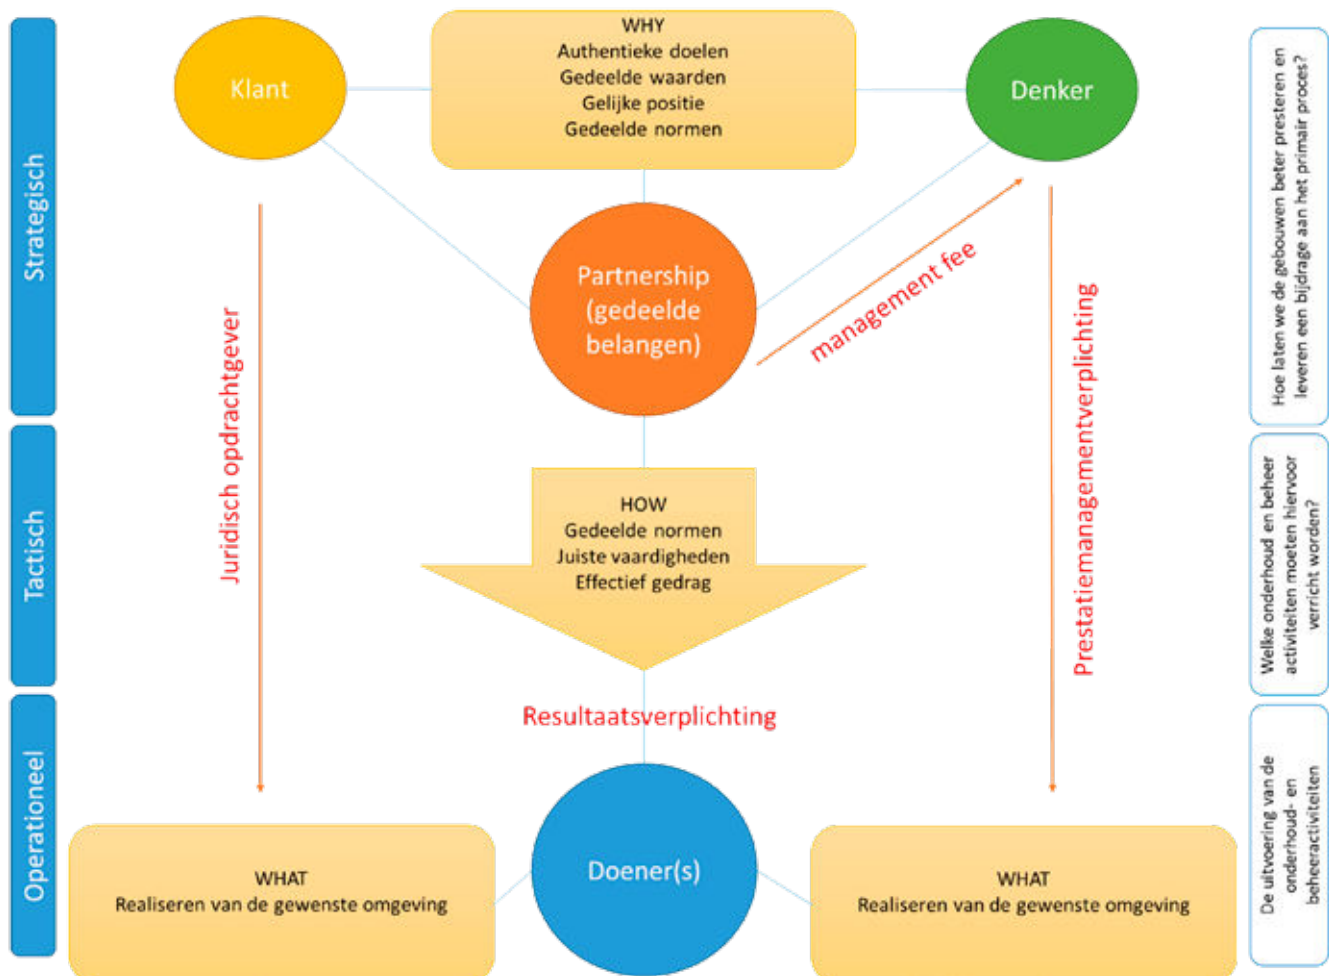 Strategisch
Tactisch
Operationeel
Klant
WHY
Authentieke doelen
Gedeelde waarden
Gelijke positie
Gedeelde normen
Denker
Partnership
(gedeelde
belangen)
management fee
Juridisch opdrachtgever
Prestatiemanagementverplichting
HOW
Gedeelde normen
Juiste vaardigheden
Effectief gedrag
Resultaatsverplichting
WHAT
Realiseren van de gewenste omgeving
Doener(s)
WHAT
Realiseren van de gewenste omgeving
Hoe laten we de gebouwen beter presteren en
leveren een bijdrage aan het primair proces?
Welke onderhoud en beheer
activiteiten moeten hiervoor
verricht worden?
De uitvoering van de
onderhoud- en
beheeractiviteiten